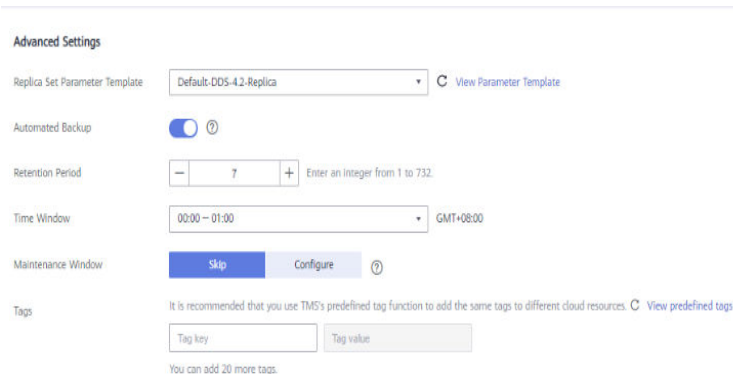 Advanced Settings
Replica Set Parameter Template Default-DDS-4.2-Replica View Parameter Template
Automated Backup
Retention Period − 7 + Enter an integer from 1 to 732.
Time Window 00:00 – 01:00 GMT+08:00
Maintenance Window Skip Configure
Tags It is recommended that you use TMS's predefined tag function to add the same tags to different cloud resources. View predefined tags
Tag key Tag value
You can add 20 more tags.